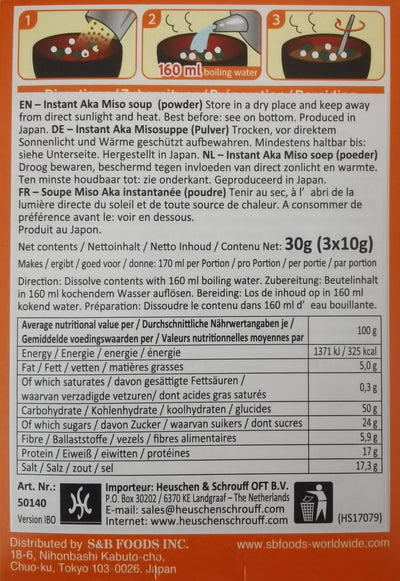 1
2
3
160 ml boiling water
Directions / Zubereitung / Préparation / Bereiding
EN – Instant Aka Miso soup (powder) Store in a dry place and keep away
from direct sunlight and heat. Best before: see on bottom. Produced in
Japan. DE – Instant Aka Misosuppe (Pulver) Trocken, vor direktem
Sonnenlicht und Wärme geschützt aufbewahren. Mindestens haltbar bis:
siehe Unterseite. Hergestellt in Japan. NL – Instant Aka Miso soep (poeder)
Droog bewaren, beschermd tegen invloeden van direct zonlicht en warmte.
Ten minste houdbaar tot: zie onderkant. Geproduceerd in Japan.
FR – Soupe Miso Aka instantanée (poudre) Tenir au sec, à l' abri de la
lumière directe du soleil et de toute source de chaleur. A consommer de
préférence avant le: voir en dessous.
Produit au Japon.
Net contents / Nettoinhalt / Netto Inhoud / Contenu Net: 30g (3x10g)
Makes / ergibt / goed voor / donne: 170 ml per Portion / pro Portion / per portie / par portion
Direction: Dissolve contents with 160 ml boiling water. Zubereitung: Beutelinhalt
in 160 ml kochendem Wasser auflösen. Bereiding: Los de inhoud op in 160 ml
kokend water. Préparation: Dissoudre le contenu dans 160 ml d' eau bouillante.
Average nutritional value per / Durchschnittliche Nährwertangaben je /
Gemiddelde voedingswaarden per / Valeurs nutritionnelles moyennes par
100 g
Energy / Energie / energie / énergie 1371 kJ / 325 kcal
Fat / Fett / vetten / matières grasses 5,0 g
Of which saturates / davon gesättigte Fettsäuren /
waarvan verzadigde vetzuren/ dont acides gras saturés 0,3 g
Carbohydrate / Kohlenhydrate / koolhydraten / glucides 50 g
Of which sugars / davon Zucker / waarvan suikers / dont sucres 24 g
Fibre / Ballaststoffe / vezels / fibres alimentaires 5,9 g
Protein / Eiweiß / eiwitten / protéines 17 g
Salt / Salz / zout / sel 17,3 g
Art. Nr.:
50140
Version IBO
Importeur: Heuschen & Schrouff OFT B.V.
P.O. Box 30202 / 6370 KE Landgraaf – The Netherlands
E-mail: sales@heuschenschrouff.com
Internet: www.heuschenschrouff.com
(HS17079)
Distributed by S&B FOODS INC.
www.sbfoods-worldwide.com
18-6, Nihonbashi Kabuto-cho,
Chuo-ku, Tokyo 103-0026, Japan